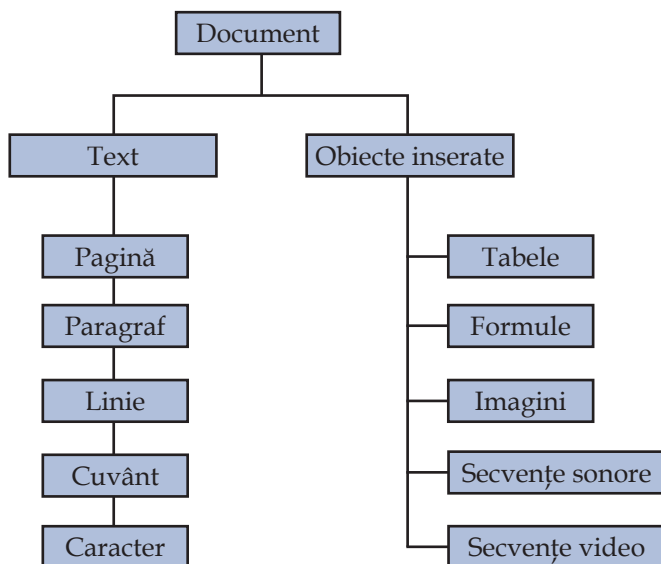 Document
Text
Obiecte inserate
Pagină
Paragraf
Linie
Cuvânt
Caracter
Tabele
Formule
Imagini
Secvențe sonore
Secvențe video